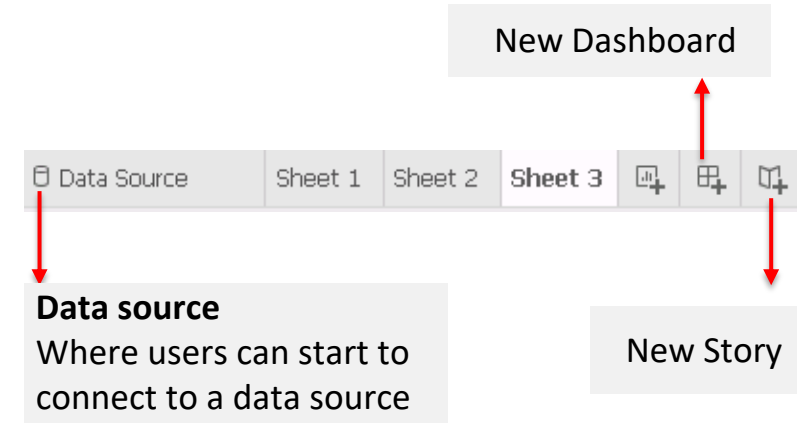 New Dashboard
Data Source Sheet 1 Sheet 2 Sheet 3
Data source
Where users can start to
connect to a data source
New Story